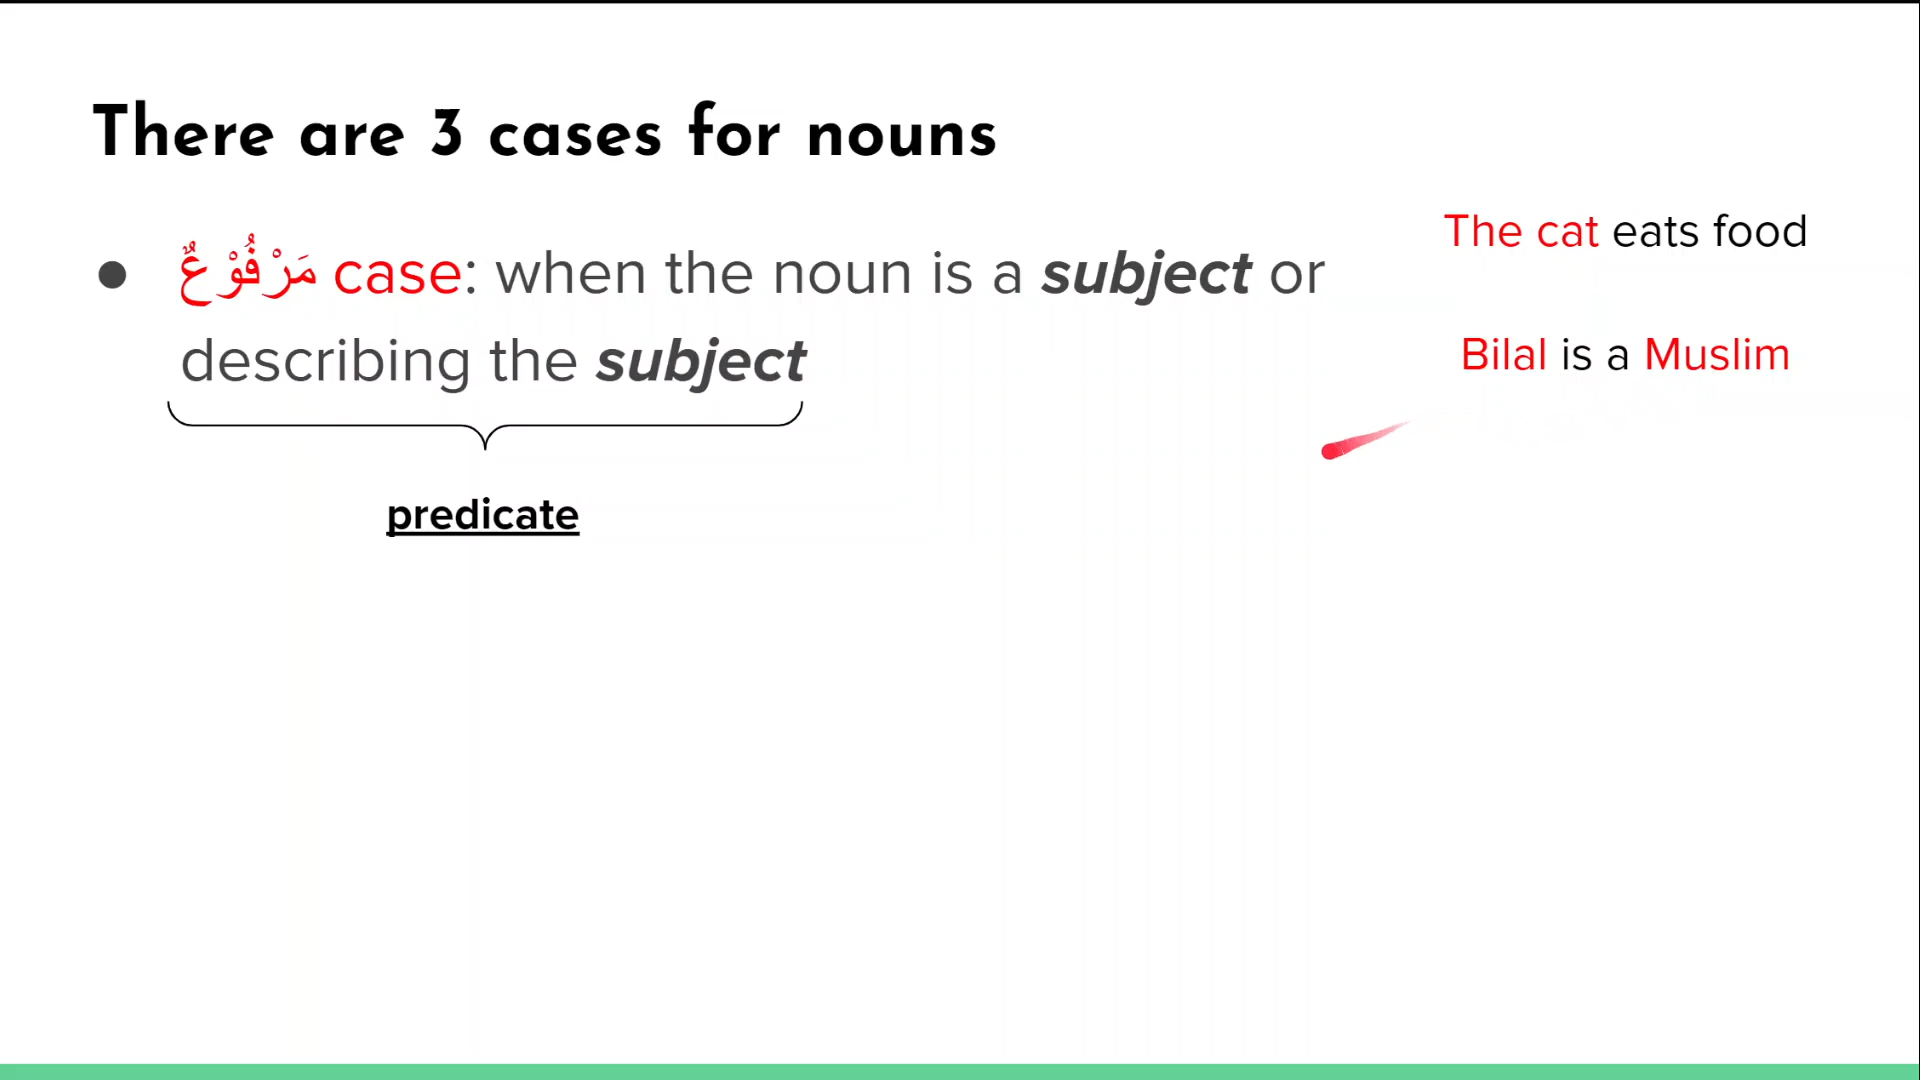 There are 3 cases for nouns
● مَرْفُوْعٌ case: when the noun is a subject or
describing the subject
predicate
The cat eats food
Bilal is a Muslim